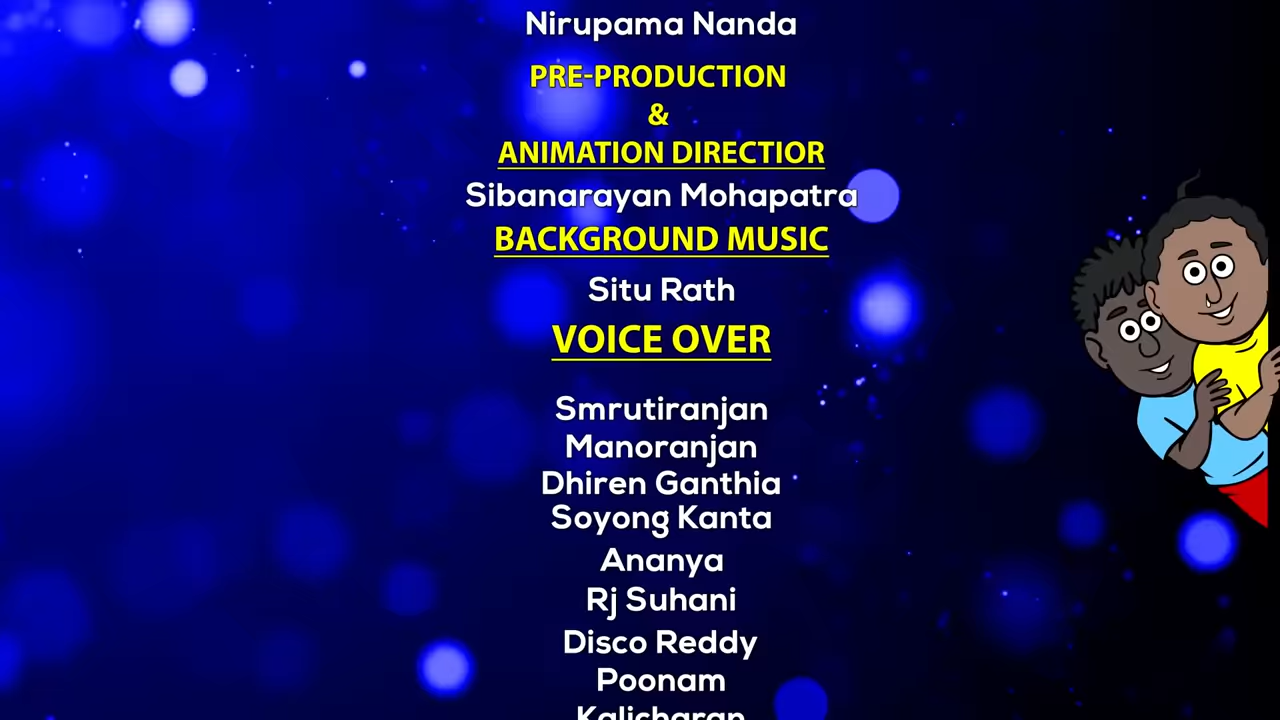 Nirupama Nanda
PRE-PRODUCTION
&
ANIMATION DIRECTIOR
Sibanarayan Mohapatra
BACKGROUND MUSIC
Situ Rath
VOICE OVER
Smrutiranjan
Manoranjan
Dhiren Ganthia
Soyong Kanta
Ananya
Rj Suhani
Disco Reddy
Poonam
Kalicharan